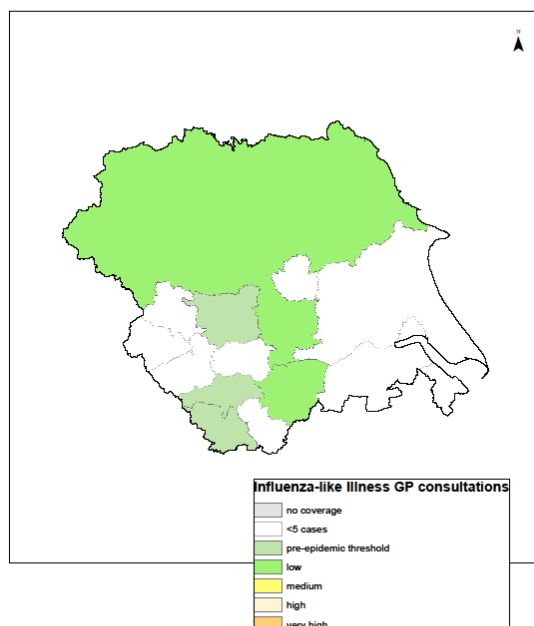 N
Influenza-like Illness GP consultations
no coverage
<5 cases
pre-epidemic threshold
low
medium
high
very high